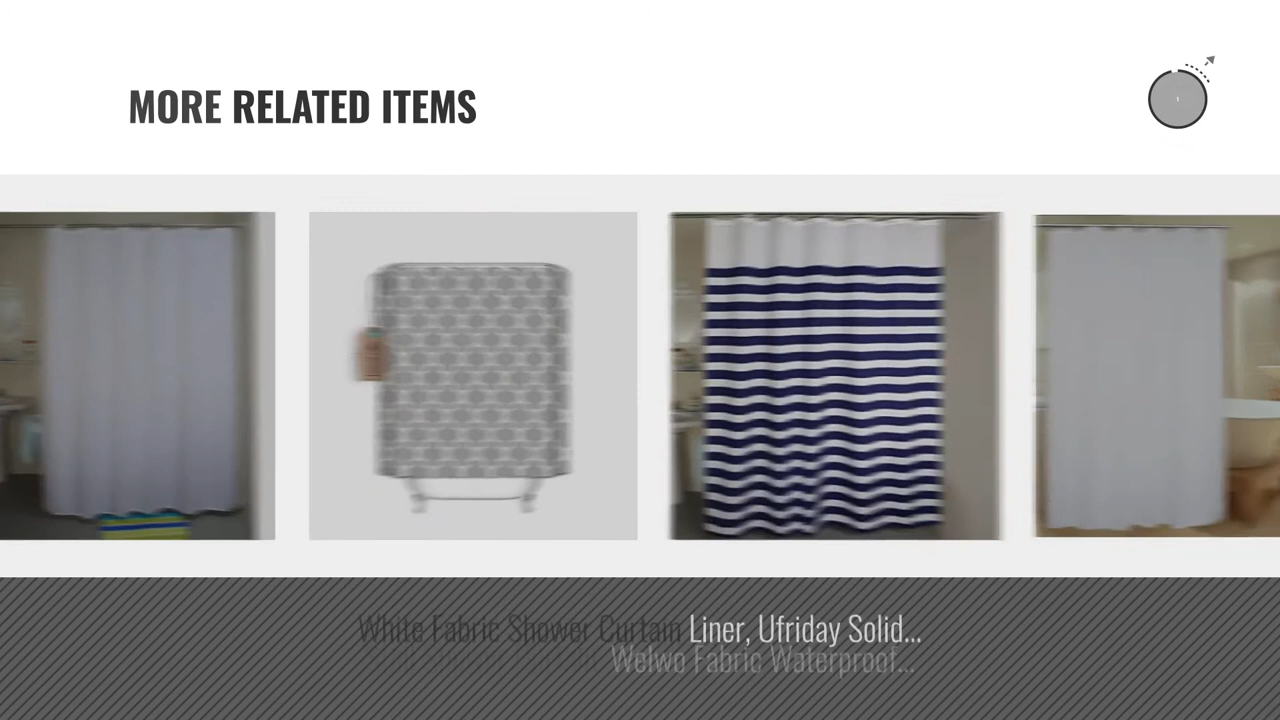 MORE RELATED ITEMS
White Fabric Shower Curtain Liner, Ufriday Solid...
Welwo Fabric Waterproof...